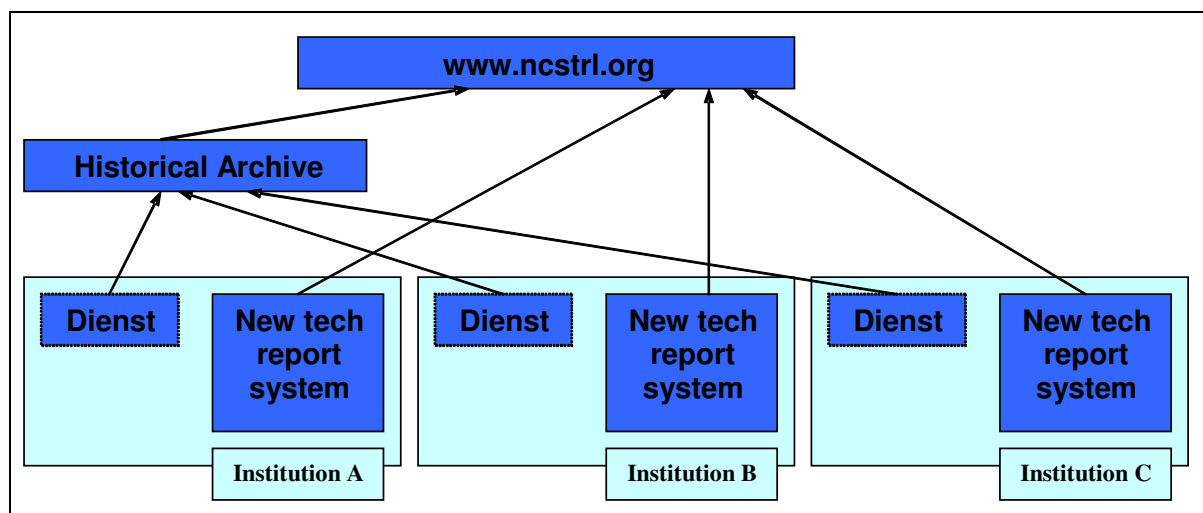 www.ncstrl.org
Historical Archive
Dienst
New tech
report
system
Institution A
Dienst
New tech
report
system
Institution B
Dienst
New tech
report
system
Institution C